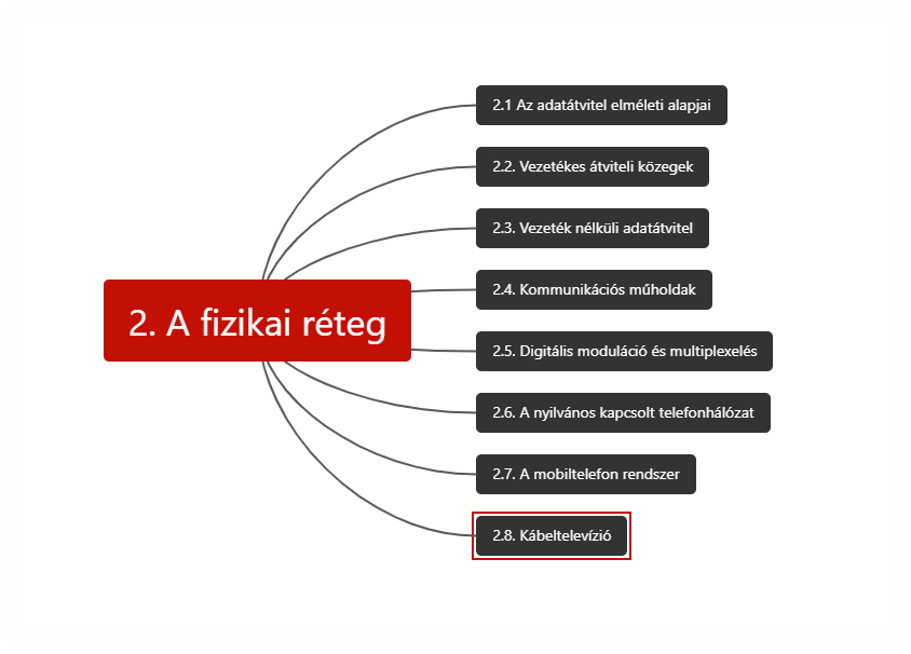 2. A fizikai réteg
2.1 Az adatátvitel elméleti alapjai
2.2. Vezetékes átviteli közegek
2.3. Vezeték nélküli adatátvitel
2.4. Kommunikációs műholdak
2.5. Digitális moduláció és multiplexelés
2.6. A nyilvános kapcsolt telefonhálózat
2.7. A mobiltelefon rendszer
2.8. Kábeltelevízió